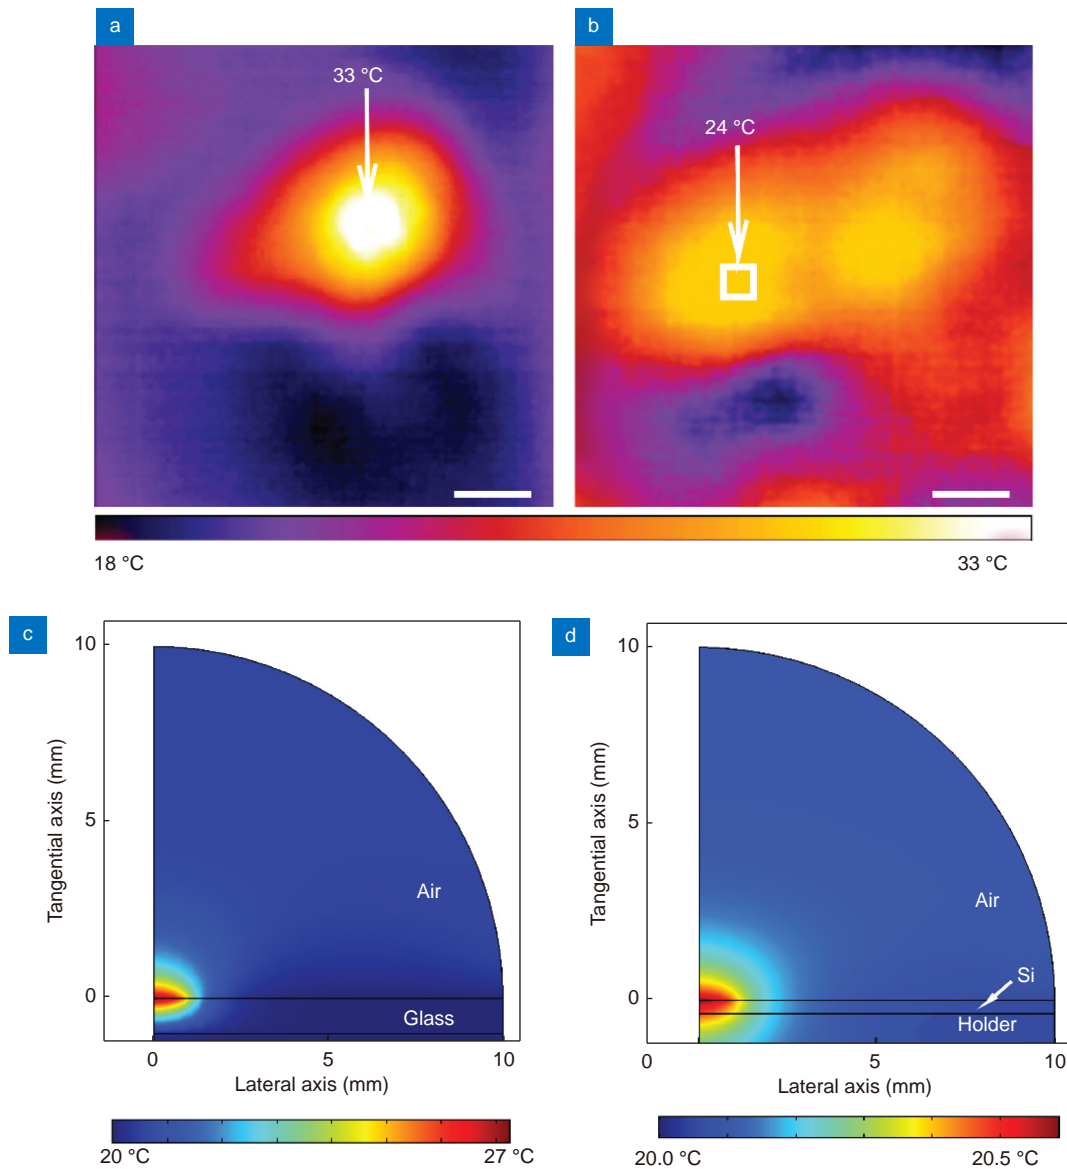 a
b
33 °C
24 °C
18 °C
33 °C
c
d
10
5
0
0
5
10
Tangential axis (mm)
Lateral axis (mm)
Air
Glass
20 °C
27 °C
10
5
0
0
5
10
Tangential axis (mm)
Lateral axis (mm)
Air
Si
Holder
20.0 °C
20.5 °C